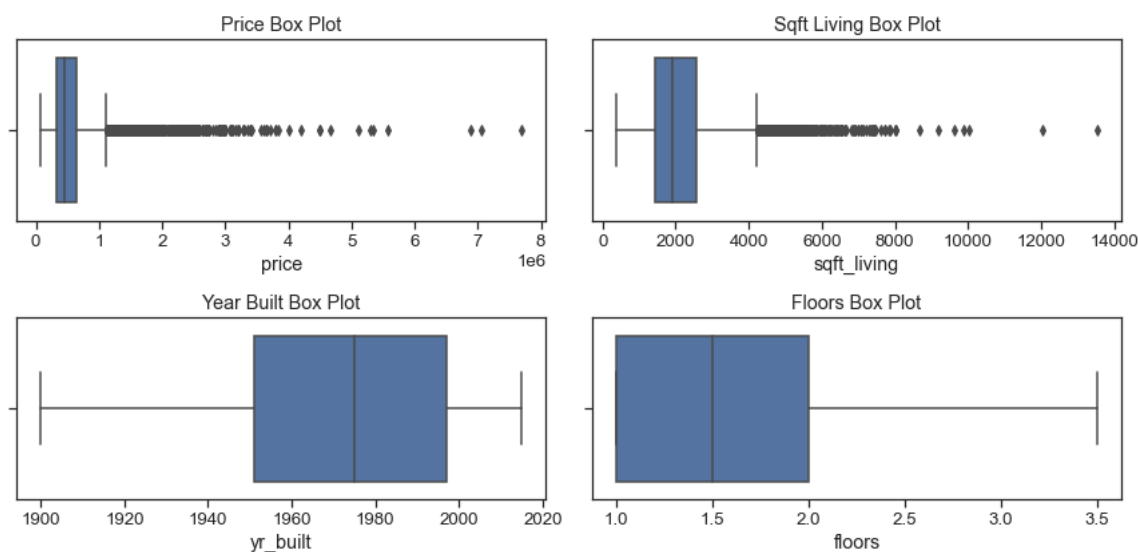 Price Box Plot
0 1 2 3 4 5 6 7 8
1e6
price
Sqft Living Box Plot
0 2000 4000 6000 8000 10000 12000 14000
sqft_living
Year Built Box Plot
1900 1920 1940 1960 1980 2000 2020
yr_built
Floors Box Plot
1.0 1.5 2.0 2.5 3.0 3.5
floors